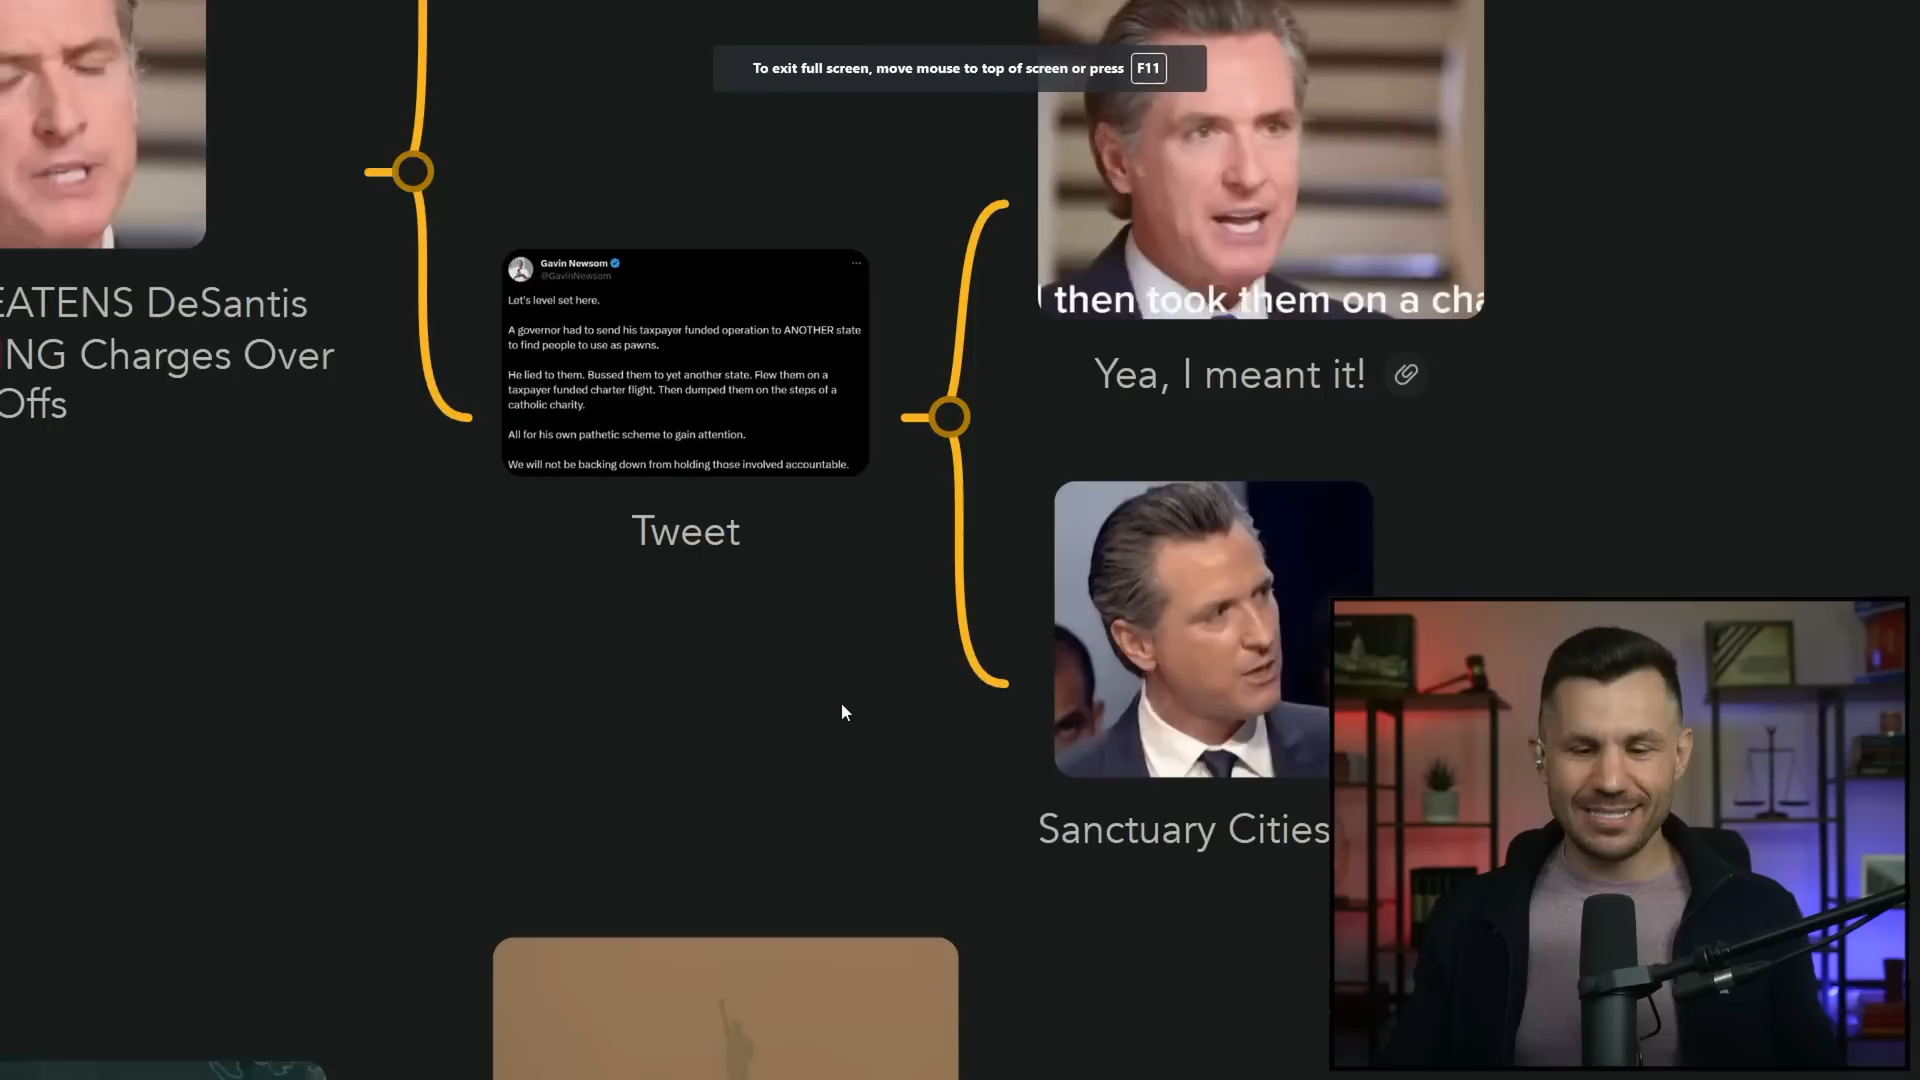 To exit full screen, move mouse to top of screen or press F11
EATENS DeSantis
ING Charges Over
Offs
Gavin Newsom
@GavinNewsom
Let's level set here.
A governor had to send his taxpayer funded operation to ANOTHER state
to find people to use as pawns.
He lied to them. Bussed them to yet another state. Flew them on a
taxpayer funded charter flight. Then dumped them on the steps of a
catholic charity.
All for his own pathetic scheme to gain attention.
We will not be backing down from holding those involved accountable.
Tweet
then took them on a cha
Yea, I meant it!
Sanctuary Cities